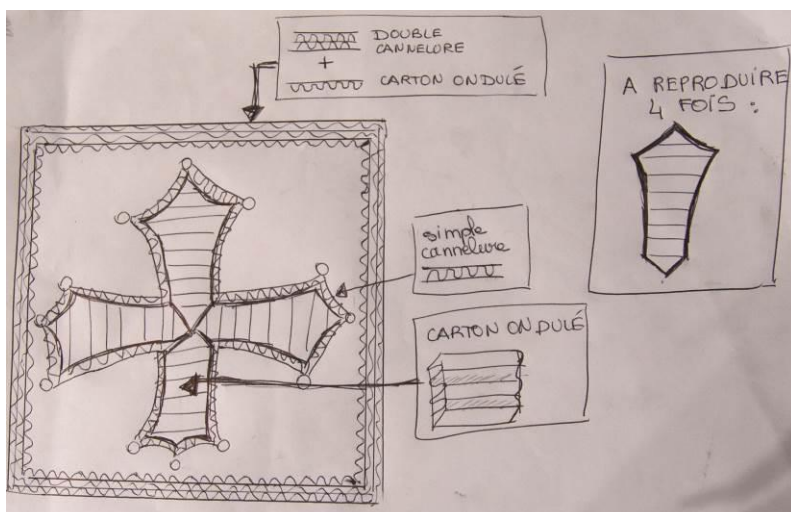 DOUBLE
CANNELURE
+
CARTON ONDULÉ
A REPRODUIRE
4 FOIS :
simple
cannelure
CARTON ONDULÉ